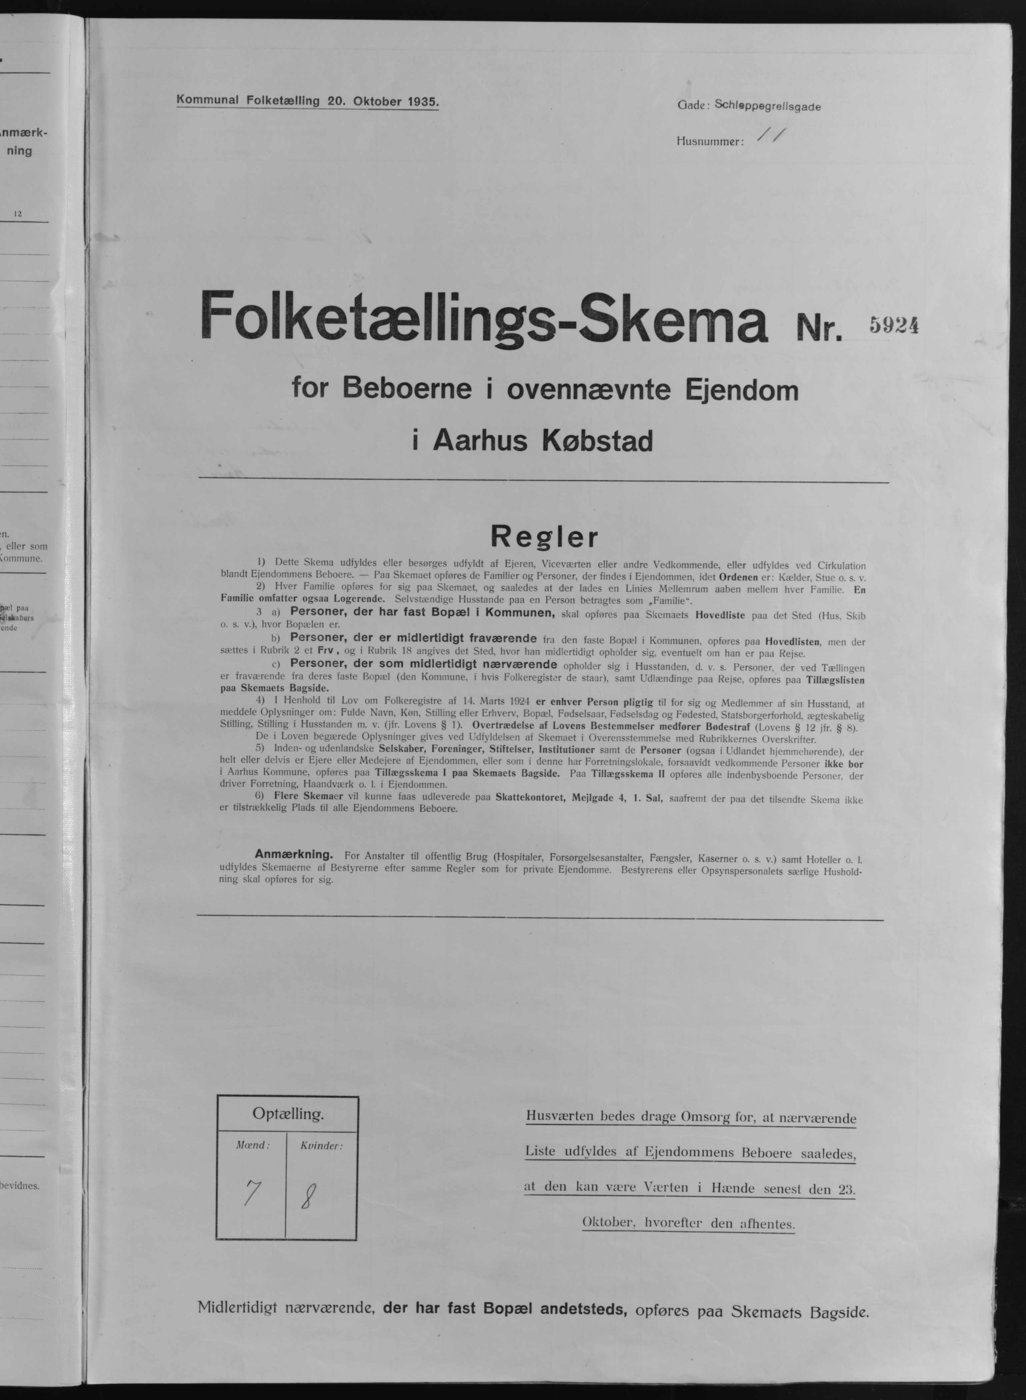 Kommunal Folketælling 20. Oktober 1935.
Gade: Schleppegrellsgade
Husnummer: 11
Folketællings-Skema Nr. 5924
for Beboerne i ovennævnte Ejendom
i Aarhus Købstad
Regler
1) Dette Skema udfyldes eller besørges udfyldt af Ejeren, Viceværten eller andre Vedkommende, eller udfyldes ved Cirkulation
blandt Ejendommens Beboere. — Paa Skemaet opføres de Familier og Personer, der findes i Ejendommen, idet Ordenen er: Kælder, Stue o. s. v.
2) Hver Familie opføres for sig paa Skemaet, og saaledes at der lades en Linies Mellemrum aaben mellem hver Familie. En
Familie omfatter ogsaa Logerende. Selvstændige Husstande paa en Person betragtes som „Familie“.
3 a) Personer, der har fast Bopæl i Kommunen, skal opføres paa Skemaets Hovedliste paa det Sted (Hus, Skib
o. s. v.), hvor Bopælen er.
b) Personer, der er midlertidigt fraværende fra den faste Bopæl i Kommunen, opføres paa Hovedlisten, men der
sættes i Rubrik 2 et Frv., og i Rubrik 18 angives det Sted, hvor han midlertidigt opholder sig, eventuelt om han er paa Rejse.
c) Personer, der som midlertidigt nærværende opholder sig i Husstanden, d. v. s. Personer, der ved Tællingen
er fraværende fra deres faste Bopæl (den Kommune, i hvis Folkeregister de staar), samt Udlændinge paa Rejse, opføres paa Tillægslisten
paa Skemaets Bagside.
4) I Henhold til Lov om Folkeregistre af 14. Marts 1924 er enhver Person pligtig til for sig og Medlemmer af sin Husstand, at
meddele Oplysninger om: Fulde Navn, Køn, Stilling eller Erhverv, Bopæl, Fødselsaar, Fødselsdag og Fødested, Statsborgerforhold, ægteskabelig
Stilling, Stilling i Husstanden m. v. (jfr. Lovens § 1). Overtrædelse af Lovens Bestemmelser medfører Bødestraf (Lovens § 12 jfr. § 8).
De i Loven begærede Oplysninger gives ved Udfyldelsen af Skemaet i Overensstemmelse med Rubrikkernes Overskrifter.
5) Inden- og udenlandske Selskaber, Foreninger, Stiftelser, Institutioner samt de Personer (ogsaa i Udlandet hjemmehørende), der
helt eller delvis er Ejere eller Medejere af Ejendommen, eller som i denne har Forretningslokale, forsaavidt vedkommende Personer ikke bor
i Aarhus Kommune, opføres paa Tillægsskema I paa Skemaets Bagside. Paa Tillægsskema II opføres alle indenbysboende Personer, der
driver Forretning, Haandværk o. l. i Ejendommen.
6) Flere Skemaer vil kunne faas udleverede paa Skattekontoret, Mejlgade 4, 1. Sal, saafremt der paa det tilsendte Skema ikke
er tilstrækkelig Plads til alle Ejendommens Beboere.
Anmærkning. For Anstalter til offentlig Brug (Hospitaler, Forsørgelsesanstalter, Fængsler, Kaserner o. s. v.) samt Hoteller o. l.
udfyldes Skemaerne af Bestyrerne efter samme Regler som for private Ejendomme. Bestyrerens eller Opsynspersonalets særlige Hushold-
ning skal opføres for sig.
Optælling.
Mænd: Kvinder:
7 8
Husværten bedes drage Omsorg for, at nærværende
Liste udfyldes af Ejendommens Beboere saaledes,
at den kan være Værten i Hænde senest den 23.
Oktober, hvorefter den afhentes.
Midlertidigt nærværende, der har fast Bopæl andetsteds, opføres paa Skemaets Bagside.